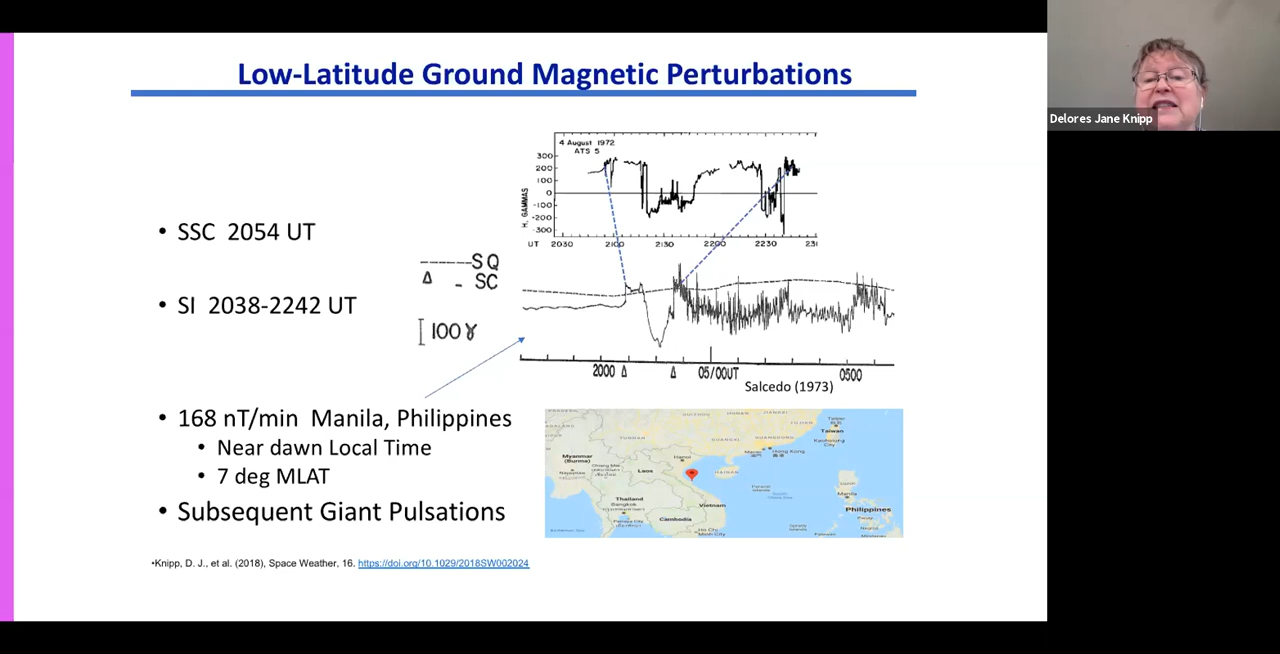 Low-Latitude Ground Magnetic Perturbations
Delores Jane Knipp
4 August 1972
ATS 5
300
200
100
0
-100
-200
-300
H, GAMMAS
UT 2030 2100 2130 2200 2230 231
• SSC 2054 UT
SQ
Δ - SC
• SI 2038-2242 UT
100 γ
2000 Δ Δ 05/00UT 0500
Salcedo (1973)
• 168 nT/min Manila, Philippines
• Near dawn Local Time
• 7 deg MLAT
• Subsequent Giant Pulsations
Taiwan
Hong Kong
Myanmar
(Burma)
Hanoi
Laos
Thailand
Bangkok
Vietnam
Cambodia
Manila
Philippines
•Knipp, D. J., et al. (2018), Space Weather, 16. https://doi.org/10.1029/2018SW002024